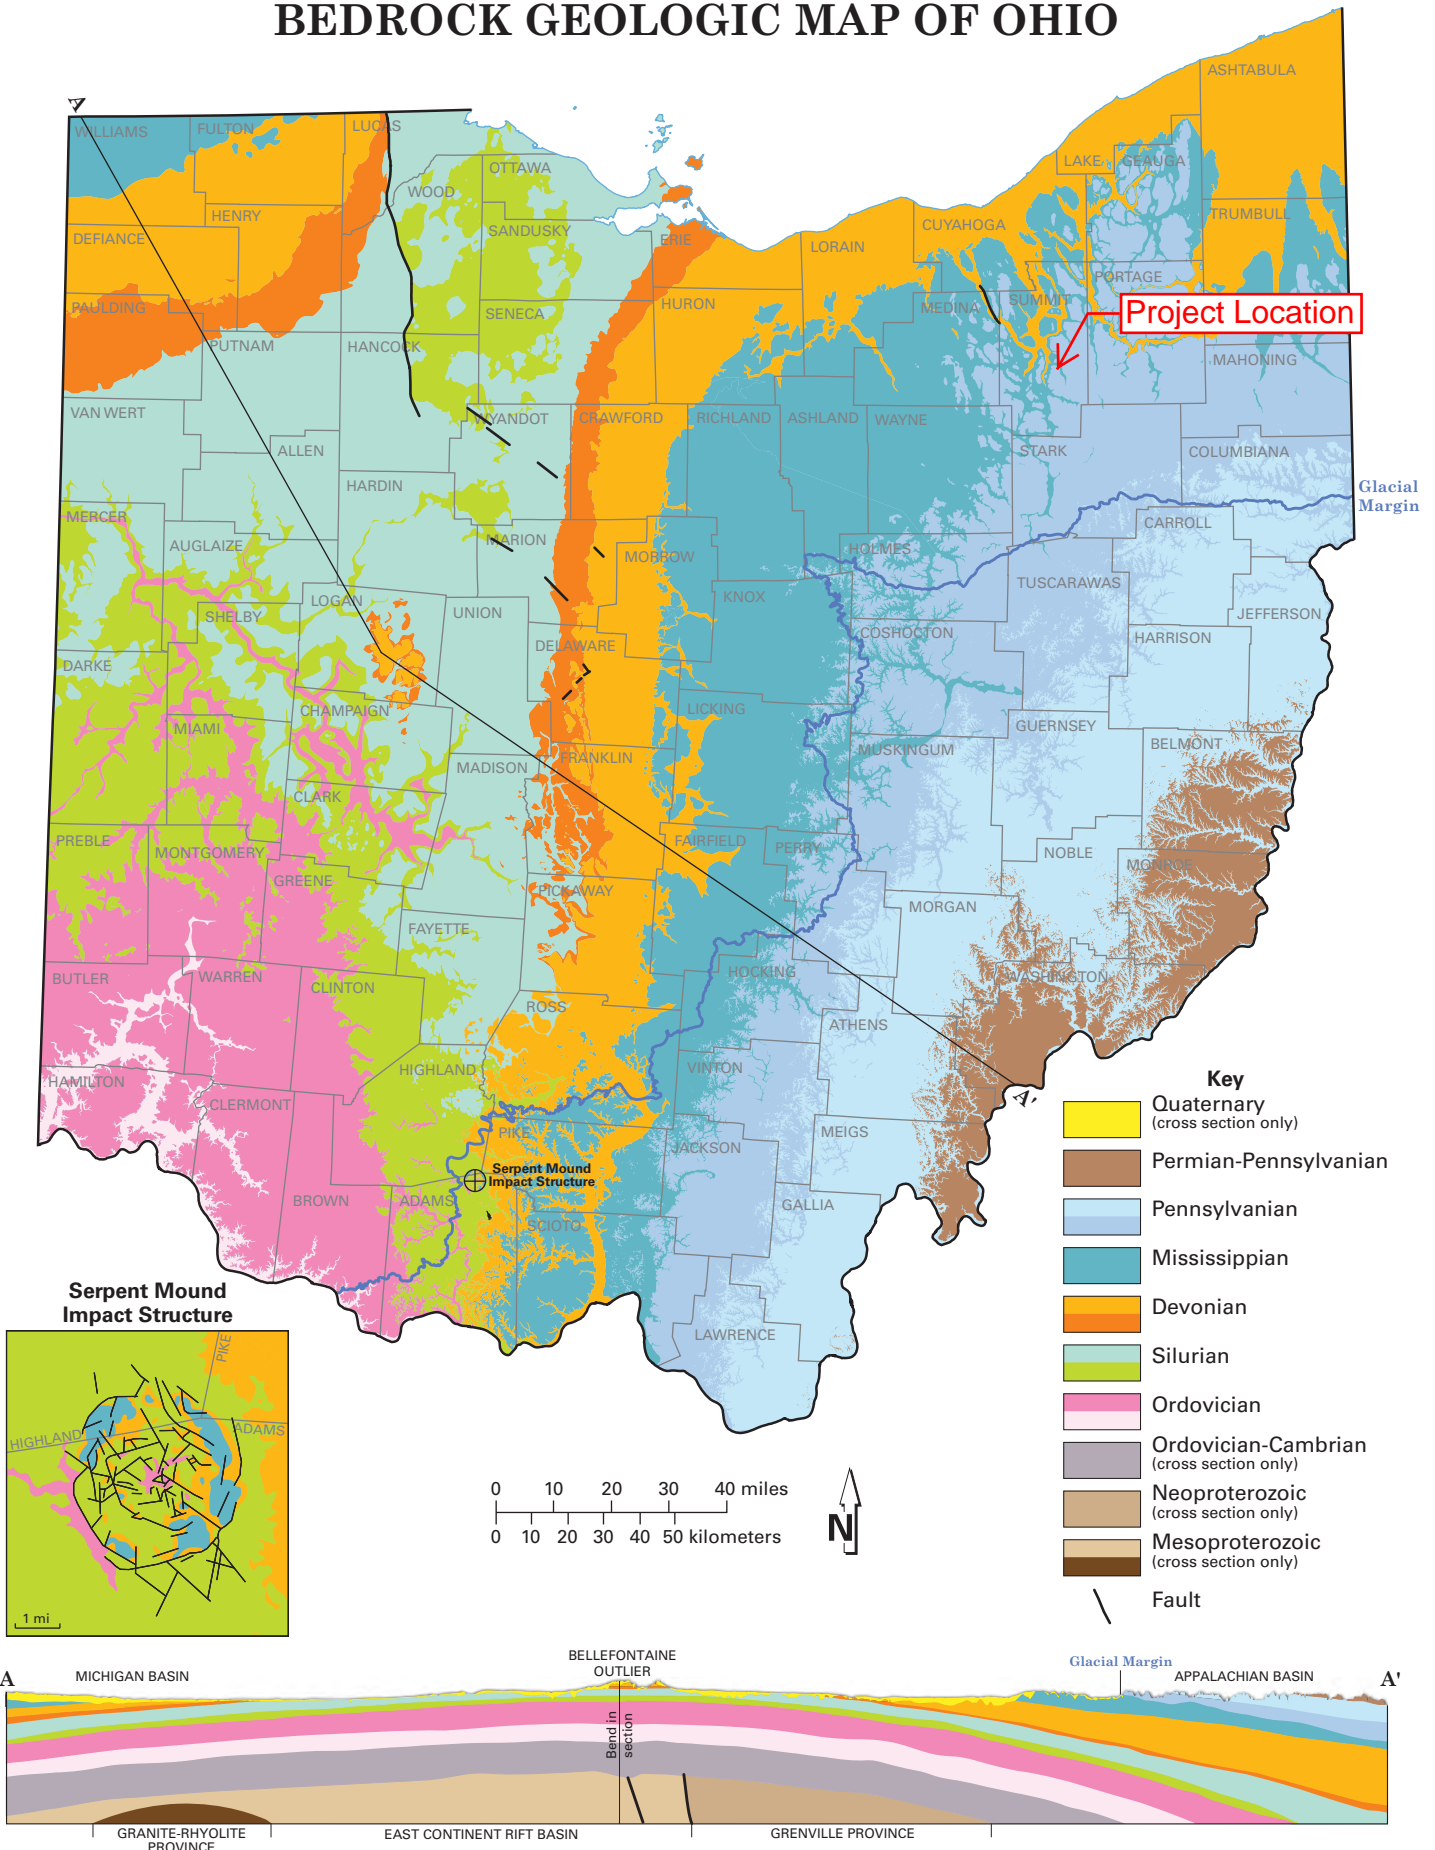 BEDROCK GEOLOGIC MAP OF OHIO
A
WILLIAMS
FULTON
LUCAS
ASHTABULA
OTTAWA
LAKE
GEAUGA
WOOD
HENRY
SANDUSKY
ERIE
CUYAHOGA
TRUMBULL
DEFIANCE
LORAIN
PORTAGE
PAULDING
SENECA
HURON
MEDINA
SUMMIT
Project Location
PUTNAM
HANCOCK
MAHONING
VAN WERT
WYANDOT
CRAWFORD
RICHLAND
ASHLAND
WAYNE
ALLEN
STARK
COLUMBIANA
HARDIN
Glacial
Margin
MERCER
AUGLAIZE
MARION
MORROW
HOLMES
CARROLL
LOGAN
UNION
KNOX
TUSCARAWAS
SHELBY
JEFFERSON
DARKE
DELAWARE
COSHOCTON
HARRISON
CHAMPAIGN
LICKING
MIAMI
GUERNSEY
MADISON
FRANKLIN
MUSKINGUM
BELMONT
CLARK
PREBLE
MONTGOMERY
FAIRFIELD
PERRY
NOBLE
MONROE
GREENE
PICKAWAY
MORGAN
FAYETTE
BUTLER
WARREN
CLINTON
HOCKING
WASHINGTON
ROSS
ATHENS
HAMILTON
HIGHLAND
VINTON
A'
CLERMONT
PIKE
JACKSON
MEIGS
Serpent Mound
Impact Structure
BROWN
ADAMS
GALLIA
SCIOTO
LAWRENCE
Key
Quaternary
(cross section only)
Permian-Pennsylvanian
Pennsylvanian
Mississippian
Devonian
Silurian
Ordovician
Ordovician-Cambrian
(cross section only)
Neoproterozoic
(cross section only)
Mesoproterozoic
(cross section only)
Fault
Serpent Mound
Impact Structure
PIKE
HIGHLAND
ADAMS
1 mi
0 10 20 30 40 miles
0 10 20 30 40 50 kilometers
N
A
MICHIGAN BASIN
BELLEFONTAINE
OUTLIER
Glacial Margin
APPALACHIAN BASIN
A'
Bend in
section
GRANITE-RHYOLITE
PROVINCE
EAST CONTINENT RIFT BASIN
GRENVILLE PROVINCE